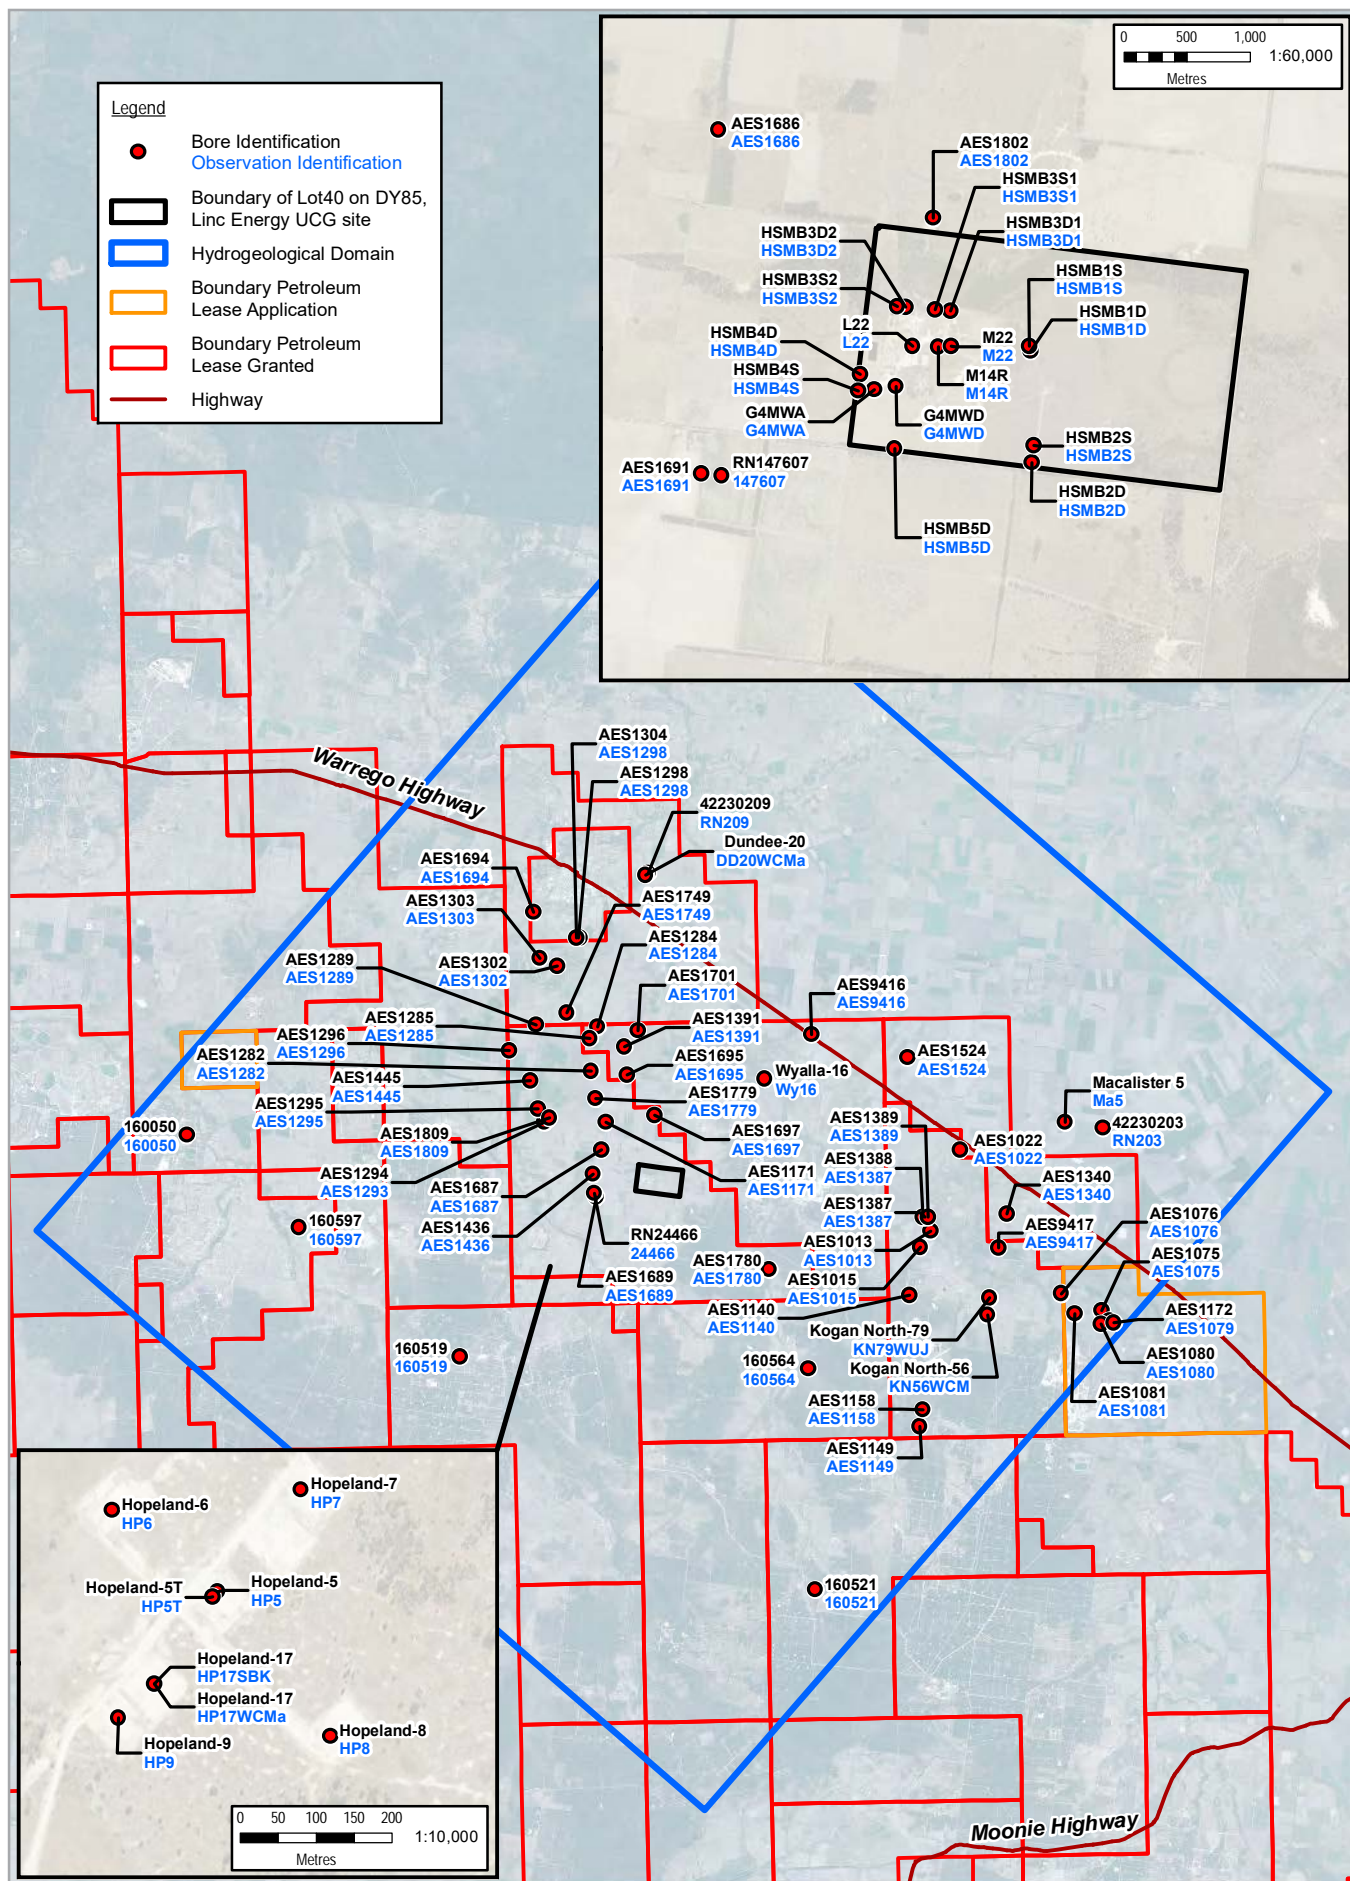 Legend
Bore Identification
Observation Identification
Boundary of Lot40 on DY85,
Linc Energy UCG site
Hydrogeological Domain
Boundary Petroleum
Lease Application
Boundary Petroleum
Lease Granted
Highway
0 500 1,000
1:60,000
Metres
AES1686
AES1686
AES1802
AES1802
HSMB3S1
HSMB3S1
HSMB3D1
HSMB3D1
HSMB3D2
HSMB3D2
HSMB3S2
HSMB3S2
HSMB1S
HSMB1S
HSMB1D
HSMB1D
L22
L22
HSMB4D
HSMB4D
M22
M22
HSMB4S
HSMB4S
M14R
M14R
G4MWA
G4MWA
G4MWD
G4MWD
HSMB2S
HSMB2S
AES1691
AES1691
RN147607
147607
HSMB2D
HSMB2D
HSMB5D
HSMB5D
Warrego Highway
AES1304
AES1298
AES1298
AES1298
42230209
RN209
Dundee-20
DD20WCMa
AES1694
AES1694
AES1303
AES1303
AES1749
AES1749
AES1284
AES1284
AES1289
AES1289
AES1302
AES1302
AES1701
AES1701
AES9416
AES9416
AES1285
AES1285
AES1391
AES1391
AES1296
AES1296
AES1282
AES1282
AES1695
AES1695
AES1524
AES1524
Wyalla-16
Wy16
AES1445
AES1445
Macalister 5
Ma5
AES1295
AES1295
AES1779
AES1779
160050
160050
AES1809
AES1809
AES1697
AES1697
AES1389
AES1389
42230203
RN203
AES1022
AES1022
AES1294
AES1293
AES1171
AES1171
AES1388
AES1387
AES1687
AES1687
AES1340
AES1340
AES1387
AES1387
160597
160597
AES1436
AES1436
RN24466
24466
AES1013
AES1013
AES9417
AES9417
AES1076
AES1076
AES1780
AES1780
AES1075
AES1075
AES1689
AES1689
AES1015
AES1015
AES1140
AES1140
AES1172
AES1079
Kogan North-79
KN79WUJ
160519
160519
160564
160564
Kogan North-56
KN56WCM
AES1080
AES1080
AES1158
AES1158
AES1081
AES1081
AES1149
AES1149
160521
160521
Hopeland-7
HP7
Hopeland-6
HP6
Hopeland-5T
HP5T
Hopeland-5
HP5
Hopeland-17
HP17SBK
Hopeland-17
HP17WCMa
Hopeland-9
HP9
Hopeland-8
HP8
0 50 100 150 200
1:10,000
Metres
Moonie Highway